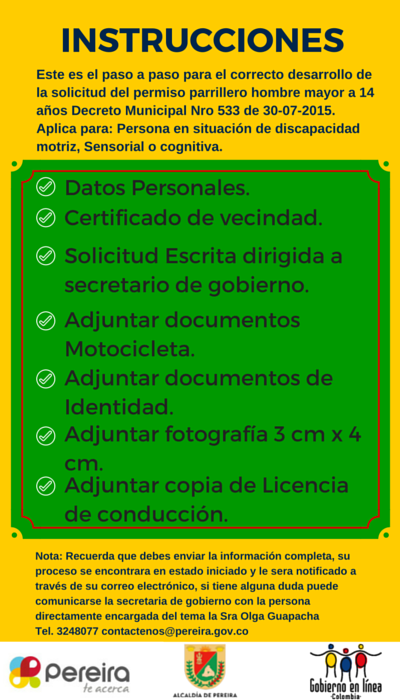 INSTRUCCIONES
Este es el paso a paso para el correcto desarrollo de
la solicitud del permiso parrillero hombre mayor a 14
años Decreto Municipal Nro 533 de 30-07-2015.
Aplica para: Persona en situación de discapacidad
motriz, Sensorial o cognitiva.
Datos Personales.
Certificado de vecindad.
Solicitud Escrita dirigida a
secretario de gobierno.
Adjuntar documentos
Motocicleta.
Adjuntar documentos de
Identidad.
Adjuntar fotografía 3 cm x 4
cm.
Adjuntar copia de Licencia
de conducción.
Nota: Recuerda que debes enviar la información completa, su
proceso se encontrara en estado iniciado y le sera notificado a
través de su correo electrónico, si tiene alguna duda puede
comunicarse la secretaria de gobierno con la persona
directamente encargada del tema la Sra Olga Guapacha
Tel. 3248077 contactenos@pereira.gov.co
Pereira
te acerca
ALCALDÍA DE PEREIRA
Gobierno en línea
·Colombia·